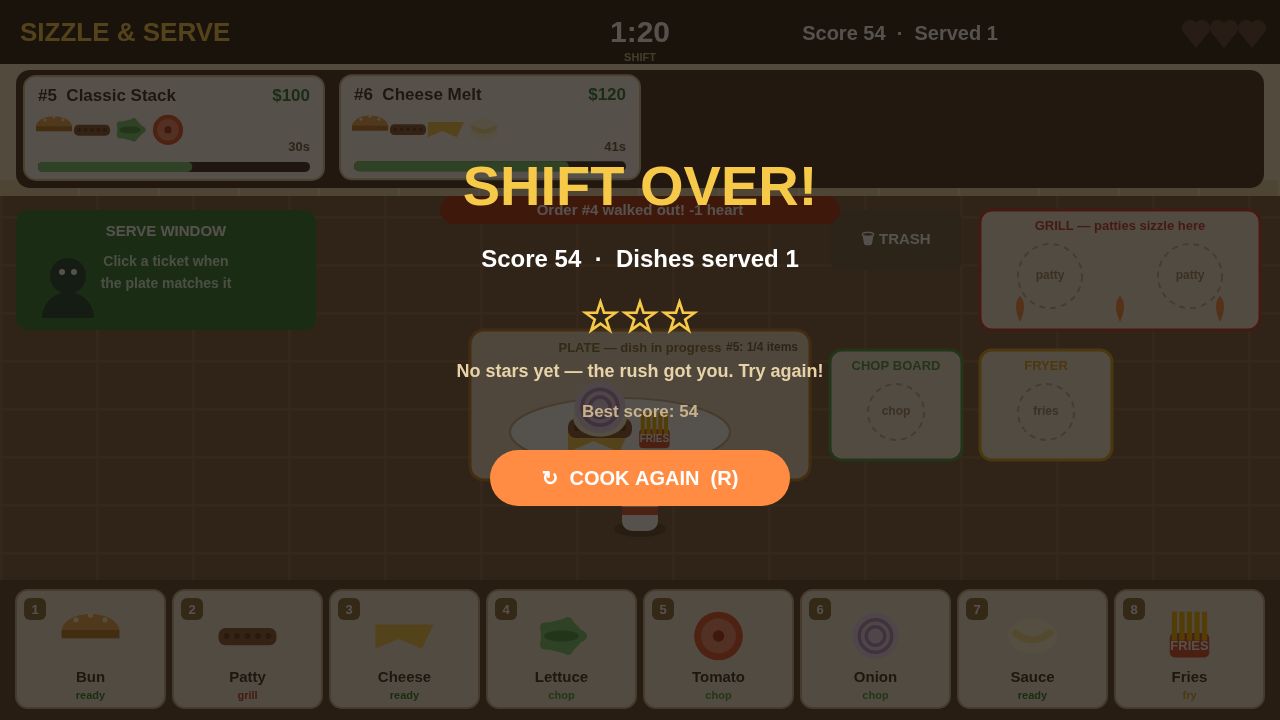 SIZZLE & SERVE
1:20
SHIFT
Score 54 · Served 1
#5 Classic Stack $100
30s
#6 Cheese Melt $120
41s
SHIFT OVER!
Order #4 walked out! -1 heart
SERVE WINDOW
Click a ticket when
the plate matches it
TRASH
GRILL — patties sizzle here
patty
patty
Score 54 · Dishes served 1
PLATE — dish in progress #5: 1/4 items
No stars yet — the rush got you. Try again!
Best score: 54
FRIES
CHOP BOARD
chop
FRYER
fries
↻ COOK AGAIN (R)
1
Bun
ready
2
Patty
grill
3
Cheese
ready
4
Lettuce
chop
5
Tomato
chop
6
Onion
chop
7
Sauce
ready
8
FRIES
Fries
fry